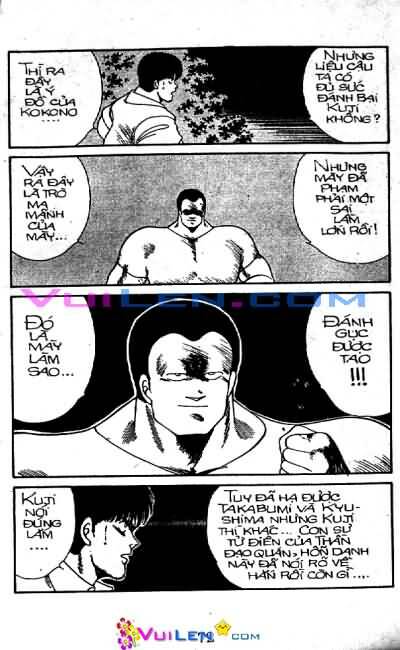 THÌ RA
ĐÂY
LÀ Ý
ĐỒ CỦA
KOKONO
....
NHƯNG
LIỆU CẬU
TA CÓ
ĐỦ SỨC
ĐÁNH BẠI
KUJI
KHÔNG?
VẬY
RA ĐÂY
LÀ TRÒ
MA
MÃNH
CỦA
MÀY...
NHƯNG
MÀY ĐÃ
PHẠM
PHẢI MỘT
SAI
LẦM
LỚN RỒI!
VuiLen.com
ĐÓ
LÀ
MÀY
LÀM
SAO...
ĐÁNH
GỤC
ĐƯỢC
TAO
!!!
KUJI
NÓI
ĐÚNG
LẮM
....
TUY ĐÃ HẠ ĐƯỢC
TAKABUMI VÀ KYU-
SHIMA NHƯNG KUJI
THÌ KHÁC... CON SƯ
TỬ ĐIÊN CỦA THẦN
ĐẠO QUÁN, HỖN DANH
NÀY ĐÃ NÓI RÕ VỀ
HẮN RỒI CÒN GÌ....
VUILEN.com